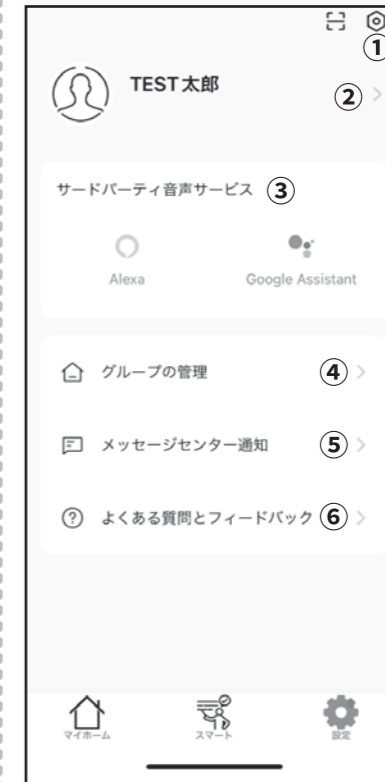 ①
TEST太郎
②
サードパーティ音声サービス ③
Alexa
Google Assistant
グループの管理 ④
メッセージセンター通知 ⑤
よくある質問とフィードバック ⑥
マイホーム
スマート
設定